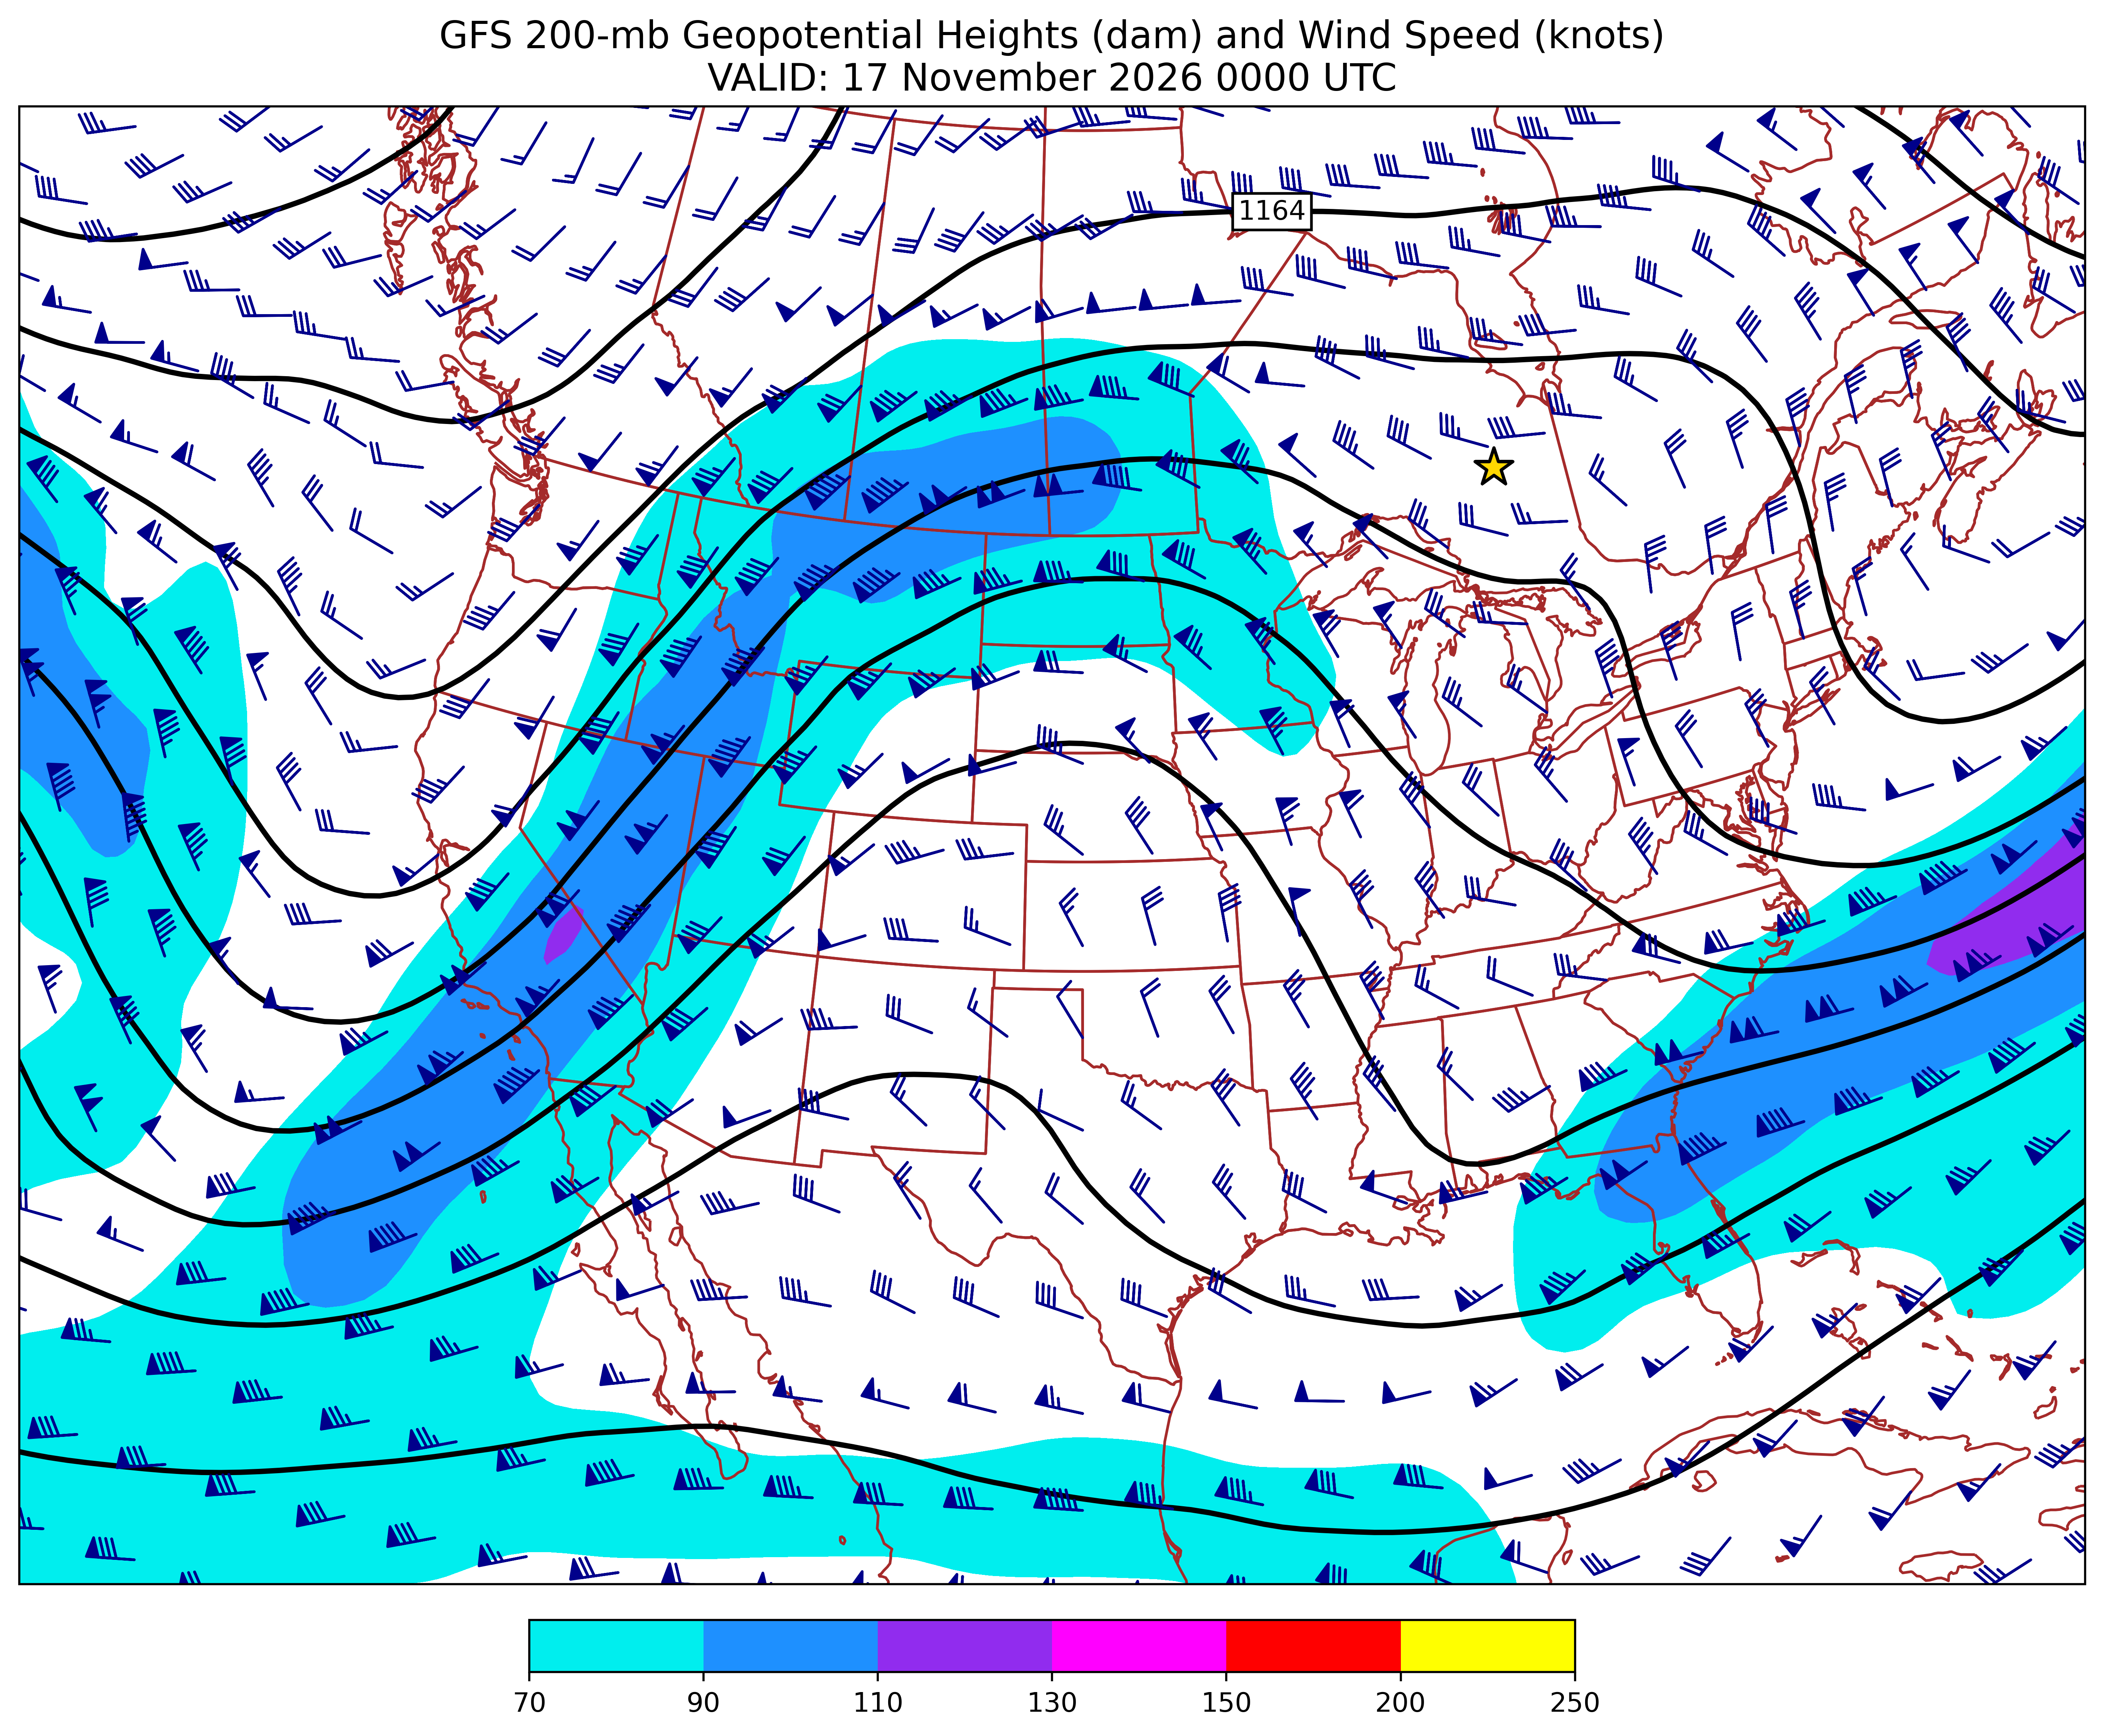 GFS 200-mb Geopotential Heights (dam) and Wind Speed (knots)
VALID: 17 November 2026 0000 UTC
1164
70 90 110 130 150 200 250